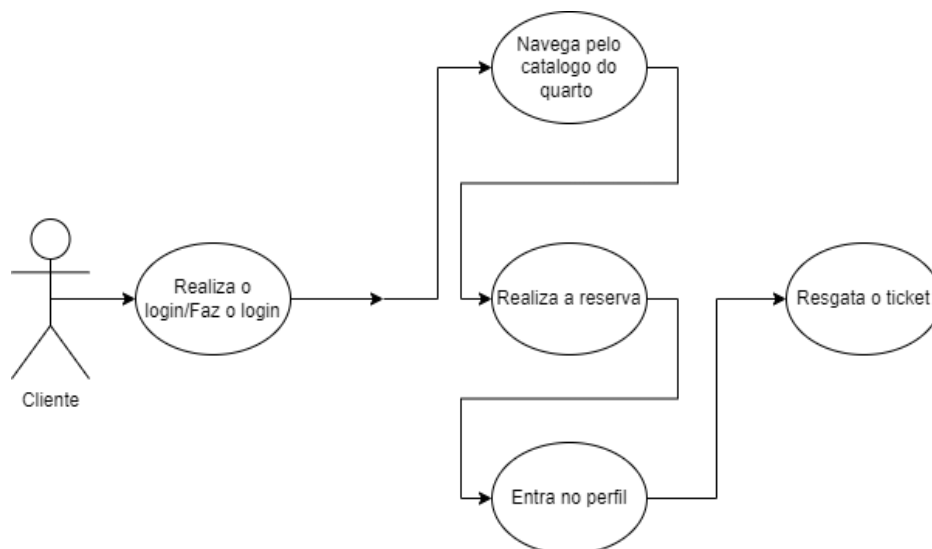 Navega pelo
catalogo do
quarto
Realiza o
login/Faz o login
Realiza a reserva
Resgata o ticket
Cliente
Entra no perfil